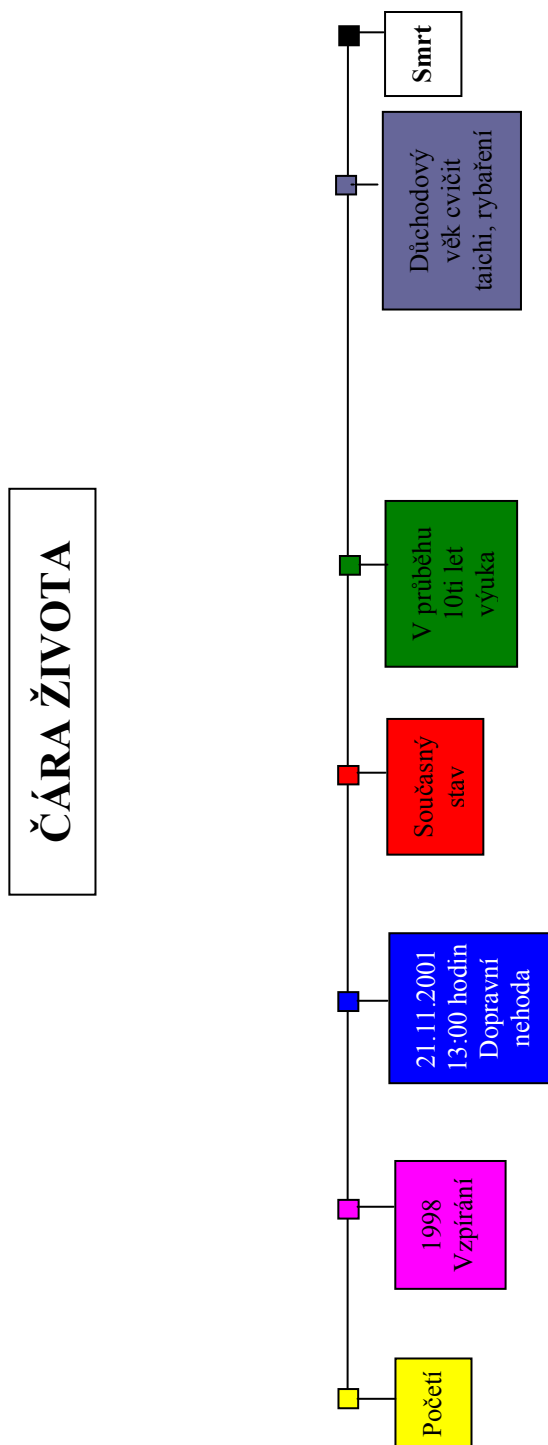 ČÁRA ŽIVOTA
Početí
1998
Vzpírání
21.11.2001
13:00 hodin
Dopravní
nehoda
Současný
stav
V průběhu
10ti let
výuka
Důchodový
věk cvičit
taichi, rybaření
Smrt